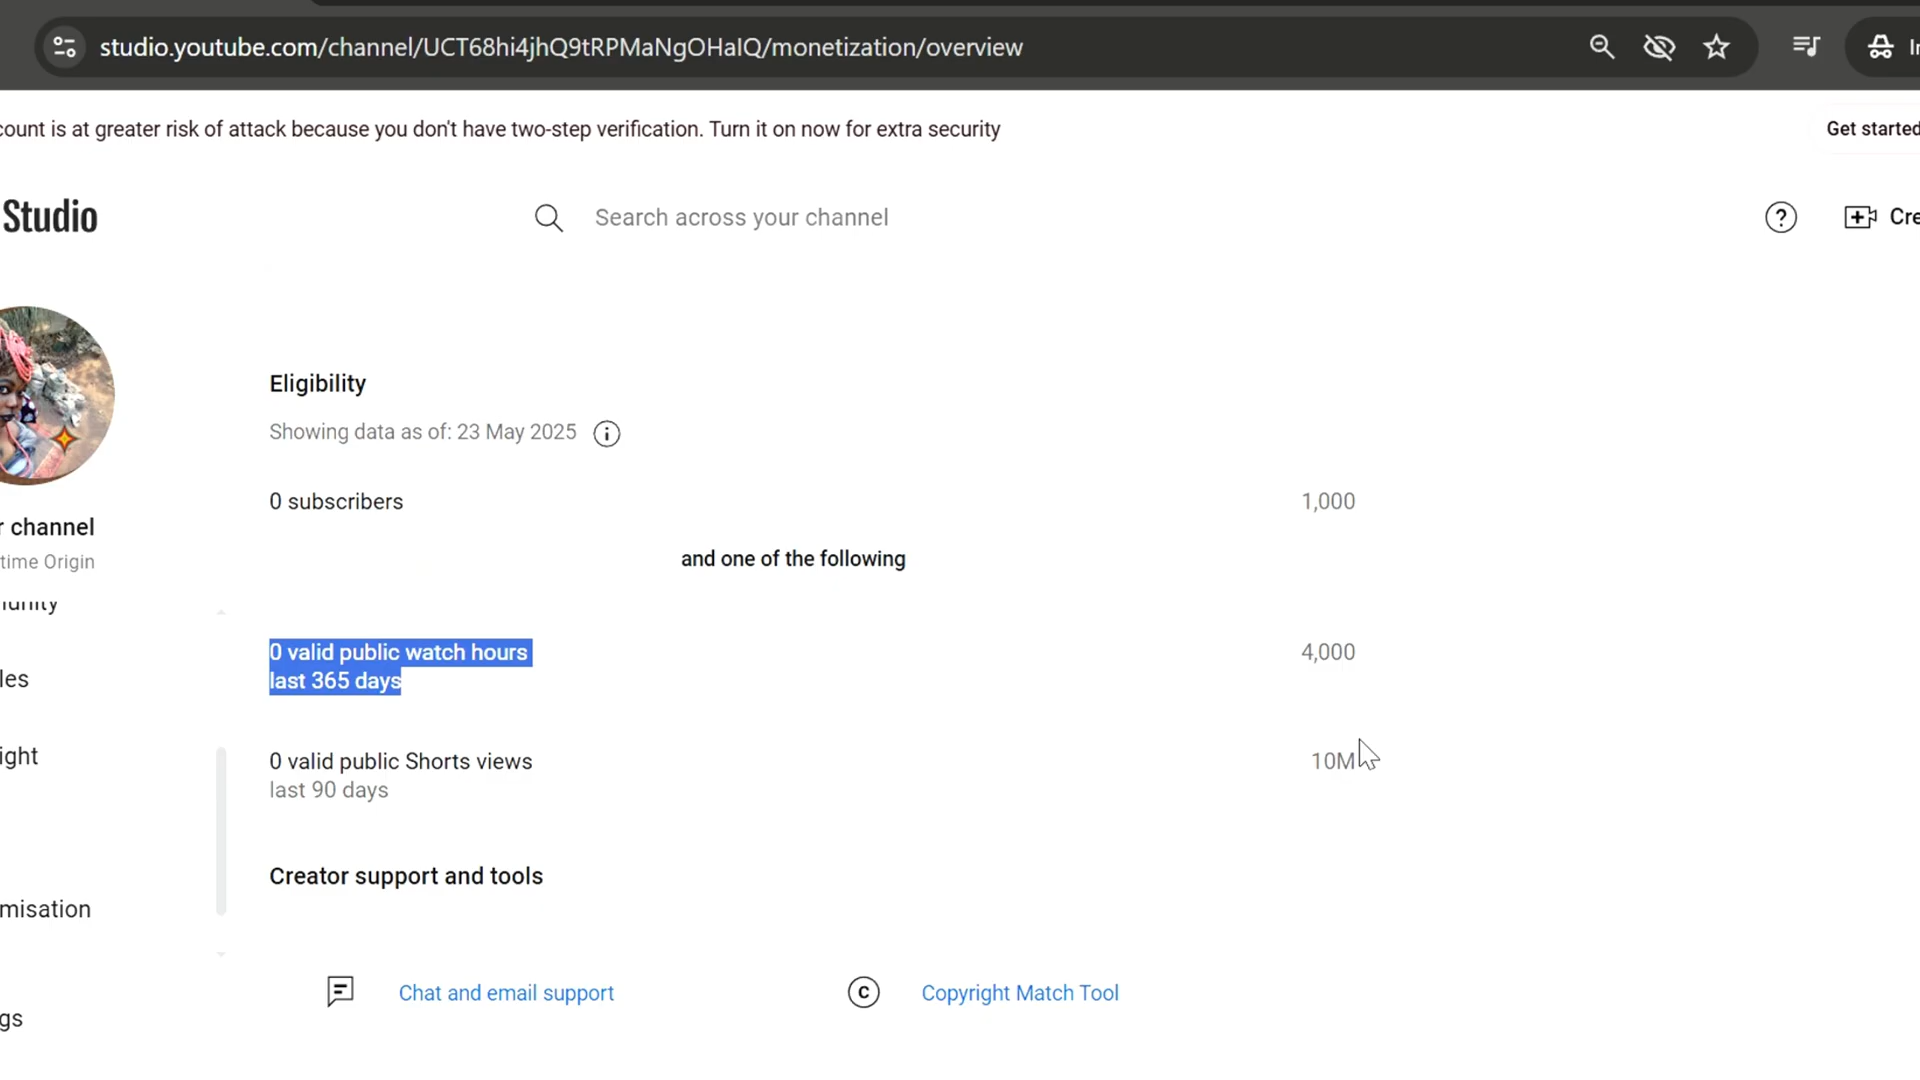 studio.youtube.com/channel/UCT68hi4jhQ9tRPMaNgOHaIQ/monetization/overview
count is at greater risk of attack because you don't have two-step verification. Turn it on now for extra security
Get started
Studio
Search across your channel
Cre
Eligibility
Showing data as of: 23 May 2025
0 subscribers
1,000
r channel
time Origin
and one of the following
unity
0 valid public watch hours
last 365 days
4,000
les
ight
0 valid public Shorts views
last 90 days
10M
Creator support and tools
misation
Chat and email support
Copyright Match Tool
gs